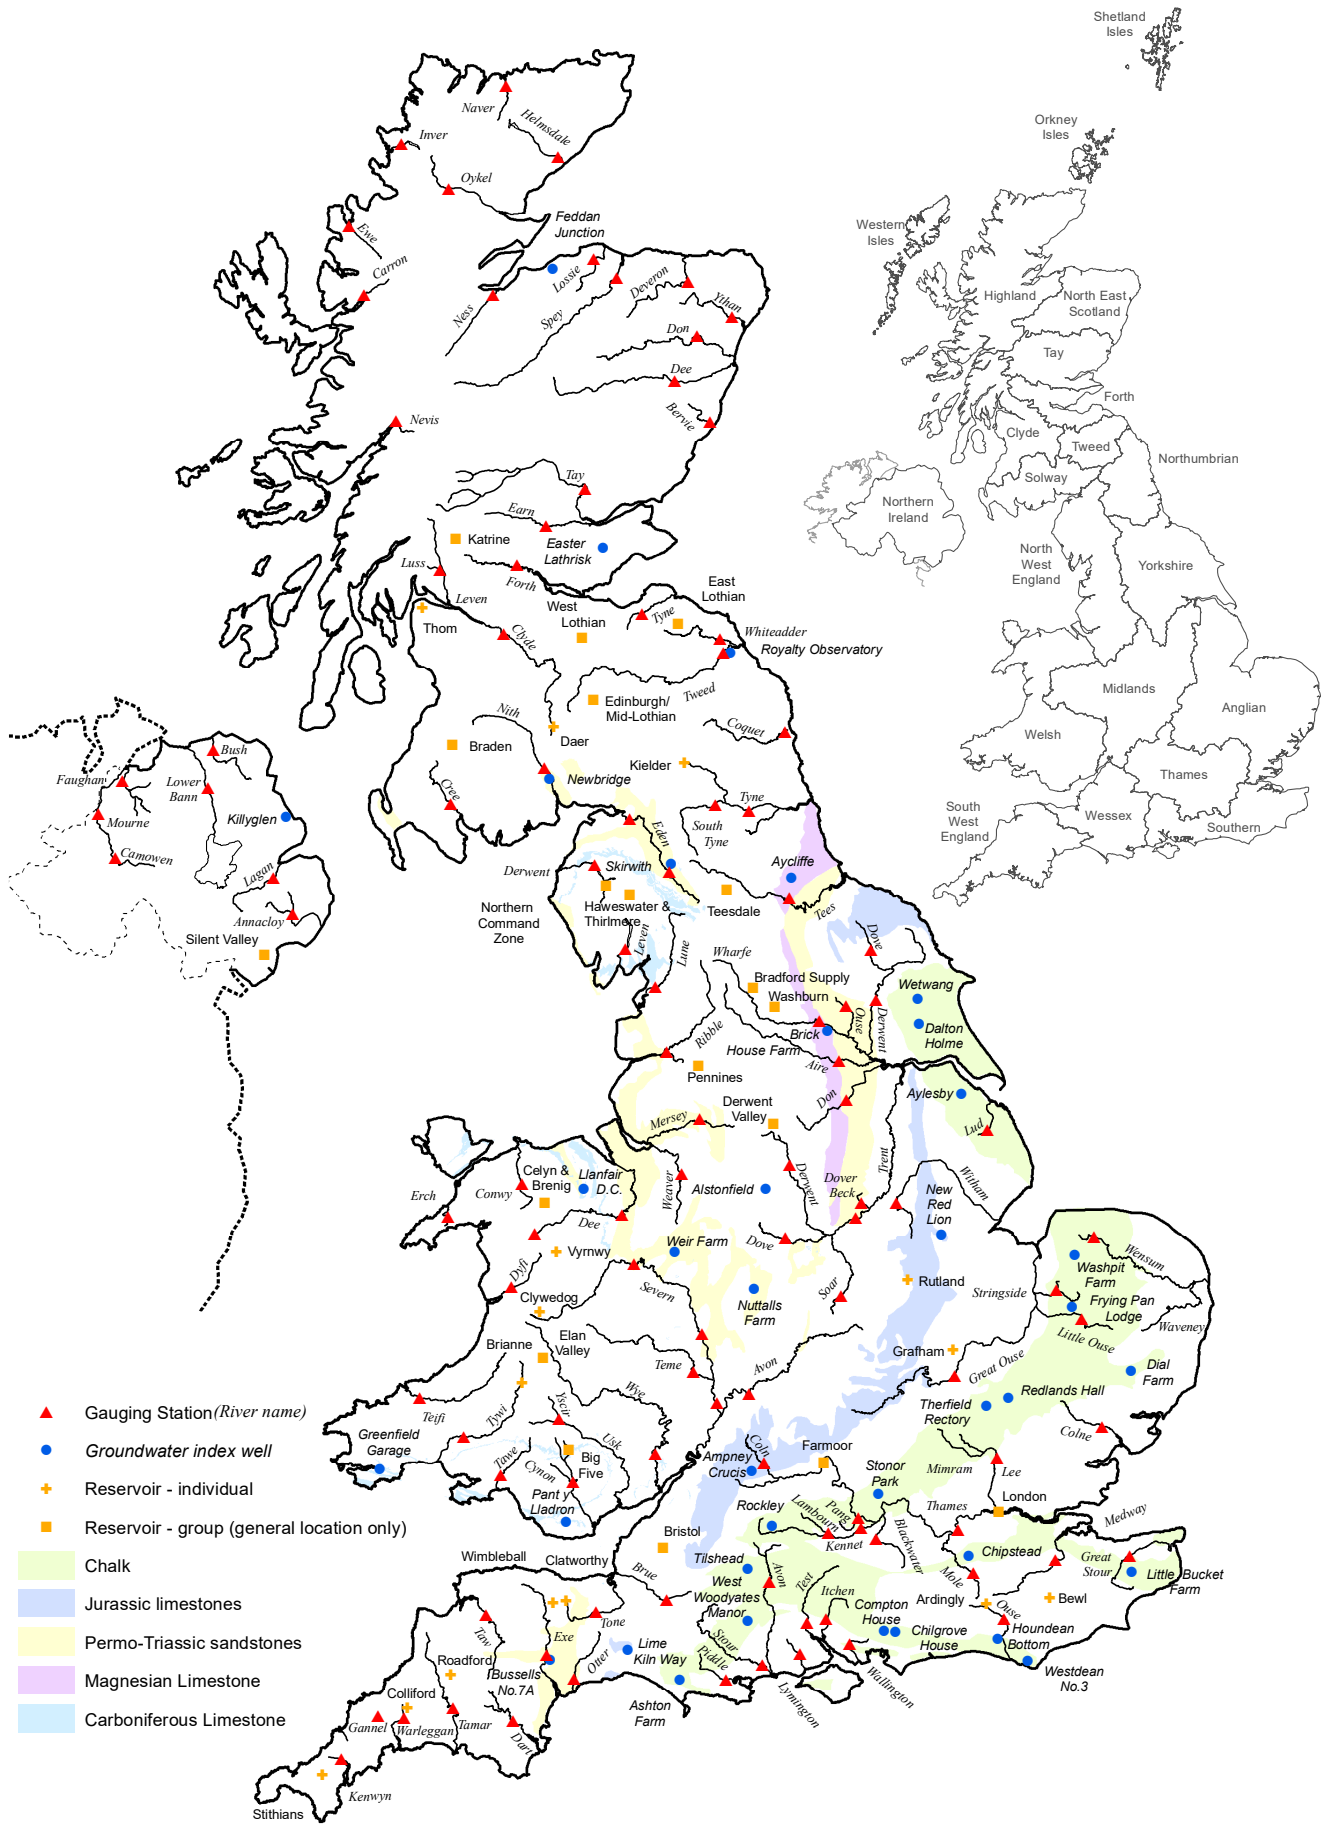 Shetland
Isles
Orkney
Isles
Western
Isles
Highland
North East
Scotland
Tay
Forth
Clyde
Tweed
Solway
Northumbrian
Northern
Ireland
North
West
England
Yorkshire
Midlands
Anglian
Welsh
Thames
South
West
England
Wessex
Southern
Naver
Helmsdale
Inver
Oykel
Feddan
Junction
Ewe
Carron
Lossie
Ness
Spey
Deveron
Ythan
Don
Dee
Bervie
Nevis
Tay
Earn
Katrine
Easter
Lathrisk
Luss
Leven
Forth
Thom
West
Lothian
East
Lothian
Tyne
Clyde
Whiteadder
Royalty Observatory
Tweed
Edinburgh/
Mid-Lothian
Nith
Daer
Braden
Coquet
Kielder
Newbridge
Cree
Tyne
South
Tyne
Bush
Faughan
Lower
Bann
Mourne
Killyglen
Camowen
Lagan
Annacloy
Silent Valley
Eden
Derwent
Skirwith
Aycliffe
Haweswater &
Thirlmere
Northern
Command
Zone
Teesdale
Tees
Leven
Lune
Wharfe
Dove
Bradford Supply
Washburn
Wetwang
Ouse
Derwent
Dalton
Holme
Brick
House Farm
Ribble
Aire
Pennines
Don
Aylesby
Lud
Derwent
Valley
Mersey
Trent
Celyn &
Brenig
Llanfair
D.C.
Conwy
Erch
Weaver
Alstonfield
Derwent
Dover
Beck
New
Red
Lion
Witham
Dee
Weir Farm
Dove
Vyrnwy
Dyfi
Clywedog
Severn
Nuttalls
Farm
Soar
Rutland
Stringside
Washpit
Farm
Wensum
Frying Pan
Lodge
Little Ouse
Waveney
Brianne
Elan
Valley
Teme
Avon
Grafham
Great Ouse
Dial
Farm
Redlands Hall
Therfield
Rectory
Colne
Wye
Yscir
Usk
Teifi
Tywi
Greenfield
Garage
Tawe
Cynon
Big
Five
Pant y
Lladron
Coln
Ampney
Crucis
Farmoor
Stonor
Park
Mimram
Lee
London
Thames
Medway
Rockley
Lambourn
Pang
Kennet
Blackwater
Bristol
Tilshead
Chipstead
Mole
Great
Stour
Little Bucket
Farm
Wimbleball
Clatworthy
Brue
West
Woodyates
Manor
Avon
Test
Itchen
Compton
House
Chilgrove
House
Ardingly
Ouse
Bewl
Houndean
Bottom
Westdean
No.3
Tone
Taw
Exe
Otter
Lime
Kiln Way
Stour
Piddle
Lymington
Wallington
Roadford
Bussells
No.7A
Ashton
Farm
Colliford
Gannel
Warleggan
Tamar
Dart
Kenwyn
Stithians
Gauging Station (River name)
Groundwater index well
Reservoir - individual
Reservoir - group (general location only)
Chalk
Jurassic limestones
Permo-Triassic sandstones
Magnesian Limestone
Carboniferous Limestone